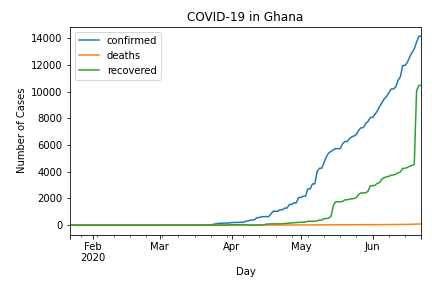 COVID-19 in Ghana
confirmed
deaths
recovered
Number of Cases
14000
12000
10000
8000
6000
4000
2000
0
Feb Mar Apr May Jun
2020
Day